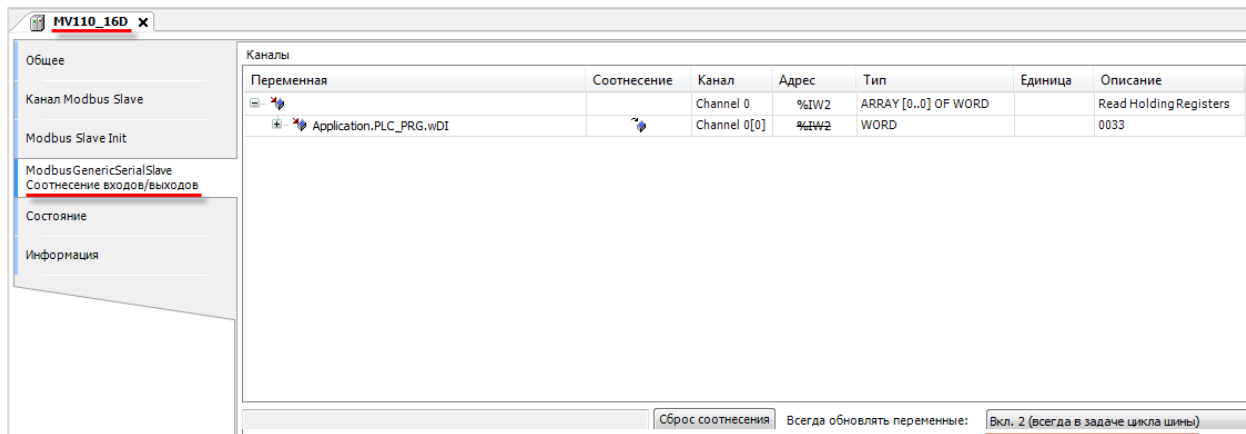 MV110_16D
Общее
Канал Modbus Slave
Modbus Slave Init
ModbusGenericSerialSlave
Соотнесение входов/выходов
Состояние
Информация
Каналы
Переменная Соотнесение Канал Адрес Тип Единица Описание
Channel 0 %IW2 ARRAY [0..0] OF WORD Read Holding Registers
Application.PLC_PRG.wDI Channel 0[0] %IW2 WORD 0033
Сброс соотнесения Всегда обновлять переменные: Вкл. 2 (всегда в задаче цикла шины)